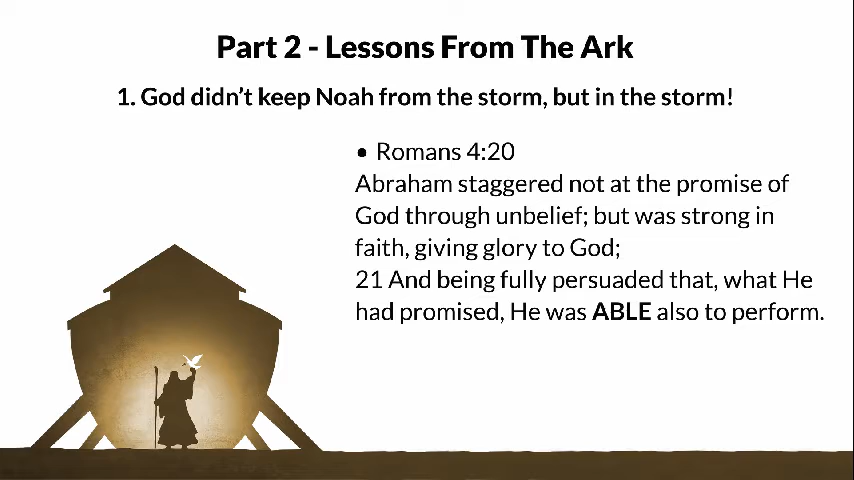 Part 2 - Lessons From The Ark
1. God didn't keep Noah from the storm, but in the storm!
• Romans 4:20
Abraham staggered not at the promise of
God through unbelief; but was strong in
faith, giving glory to God;
21 And being fully persuaded that, what He
had promised, He was ABLE also to perform.